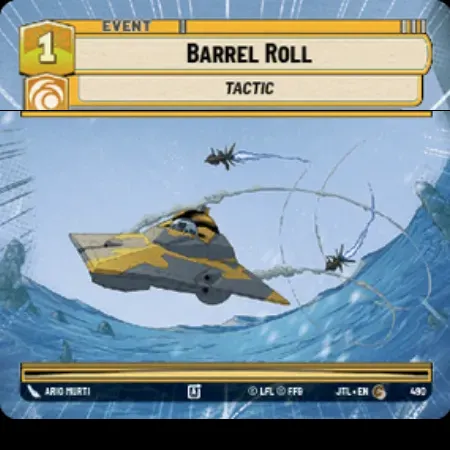 EVENT
1
BARREL ROLL
TACTIC
ARIO MURTI
© LFL © FFG
JTL • EN
490